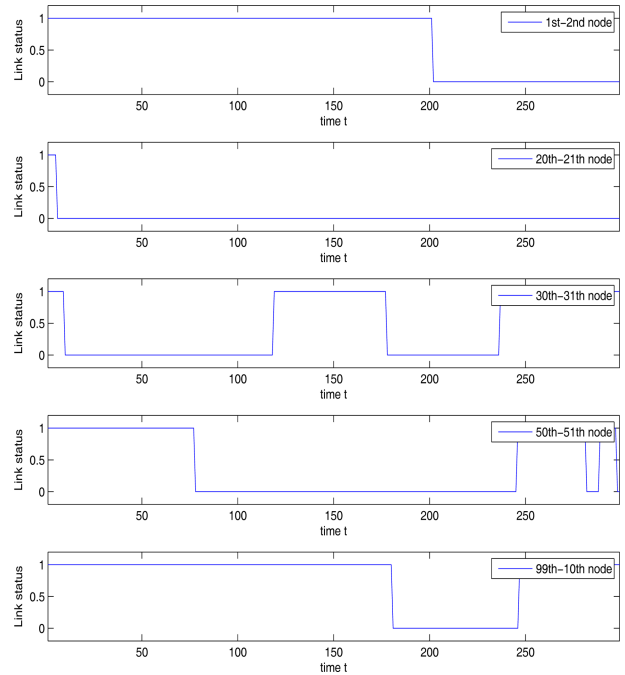 1
0.5
0
Link status
1st-2nd node
50 100 150 200 250
time t
1
0.5
0
Link status
20th-21th node
50 100 150 200 250
time t
1
0.5
0
Link status
30th-31th node
50 100 150 200 250
time t
1
0.5
0
Link status
50th-51th node
50 100 150 200 250
time t
1
0.5
0
Link status
99th-10th node
50 100 150 200 250
time t